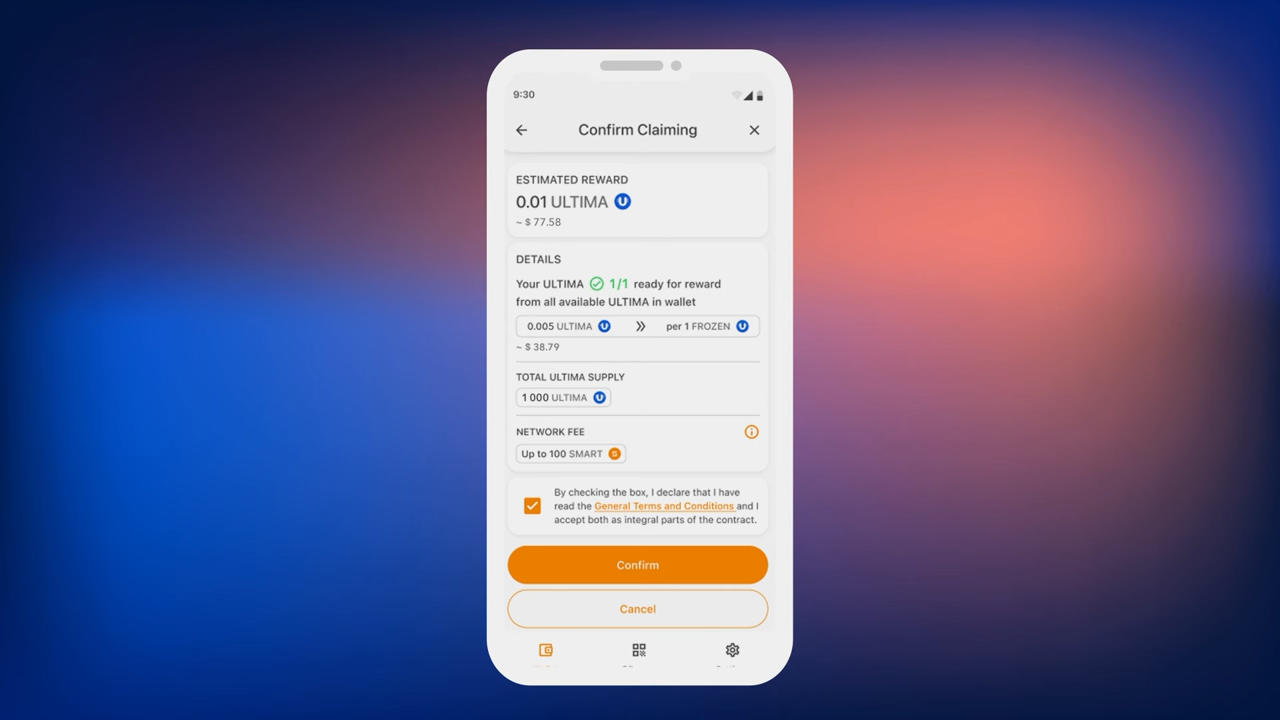 9:30
Confirm Claiming
ESTIMATED REWARD
0.01 ULTIMA
~ $ 77.58
DETAILS
Your ULTIMA 1/1 ready for reward
from all available ULTIMA in wallet
0.005 ULTIMA per 1 FROZEN
~ $ 38.79
TOTAL ULTIMA SUPPLY
1 000 ULTIMA
NETWORK FEE
Up to 100 SMART
By checking the box, I declare that I have
read the General Terms and Conditions and I
accept both as integral parts of the contract.
Confirm
Cancel